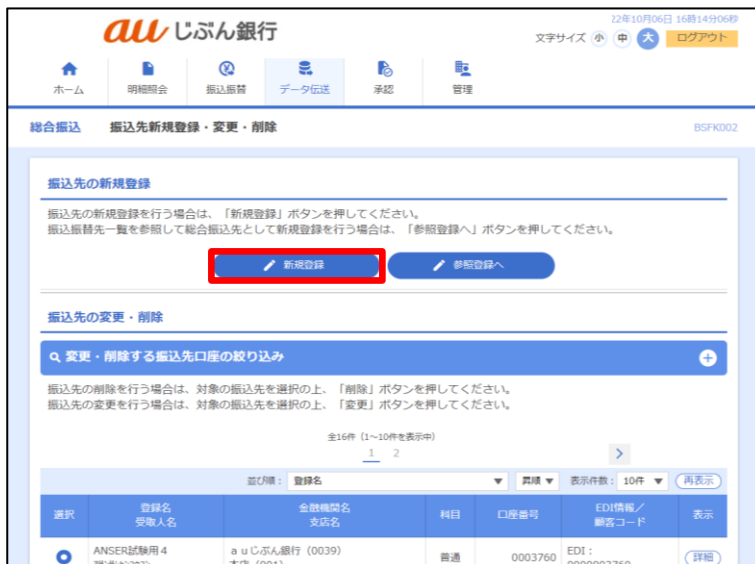 22年10月06日 16時14分06秒
au じぶん銀行
文字サイズ 小 中 大 ログアウト
ホーム 明細照会 振込振替 データ伝送 承認 管理
総合振込 振込先新規登録・変更・削除 BSFK002
振込先の新規登録
振込先の新規登録を行う場合は、「新規登録」ボタンを押してください。
振込振替先一覧を参照して総合振込先として新規登録を行う場合は、「参照登録へ」ボタンを押してください。
新規登録 参照登録へ
振込先の変更・削除
変更・削除する振込先口座の絞り込み
振込先の削除を行う場合は、対象の振込先を選択の上、「削除」ボタンを押してください。
振込先の変更を行う場合は、対象の振込先を選択の上、「変更」ボタンを押してください。
全16件（1～10件を表示中）
1 2
並び順： 登録名 昇順 表示件数： 10件 再表示
選択 登録名 金融機関名 科目 口座番号 EDI情報／ 表示
受取人名 支店名 顧客コード
ANSER試験用４ ａｕじぶん銀行（0039） 普通 0003760 EDI： 詳細